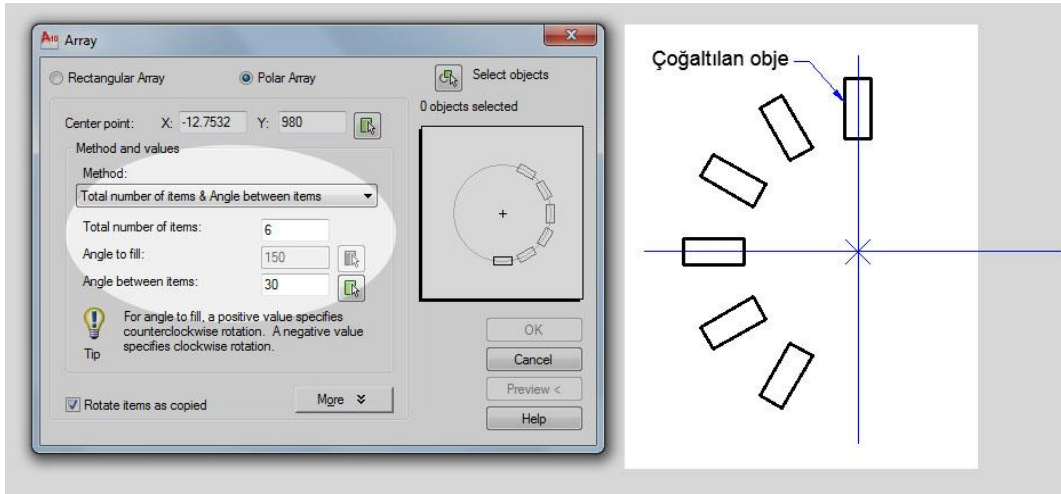 Array
Rectangular Array
Polar Array
Select objects
0 objects selected
Center point: X: -12.7532 Y: 980
Method and values
Method:
Total number of items & Angle between items
Total number of items: 6
Angle to fill: 150
Angle between items: 30
For angle to fill, a positive value specifies
counterclockwise rotation. A negative value
specifies clockwise rotation.
Tip
Rotate items as copied
More
OK
Cancel
Preview <
Help
Çoğaltılan obje